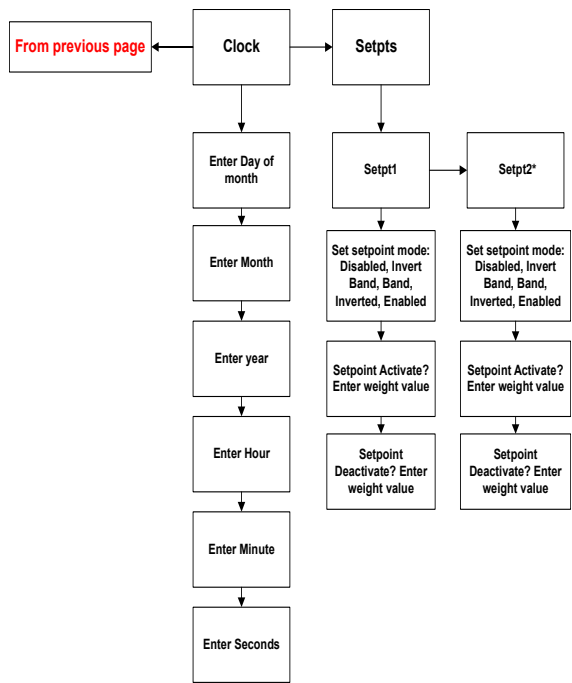 From previous page
Clock
Setpts
Enter Day of
month
Enter Month
Enter year
Enter Hour
Enter Minute
Enter Seconds
Setpt1
Set setpoint mode:
Disabled, Invert
Band, Band,
Inverted, Enabled
Setpoint Activate?
Enter weight value
Setpoint
Deactivate? Enter
weight value
Setpt2*
Set setpoint mode:
Disabled, Invert
Band, Band,
Inverted, Enabled
Setpoint Activate?
Enter weight value
Setpoint
Deactivate? Enter
weight value